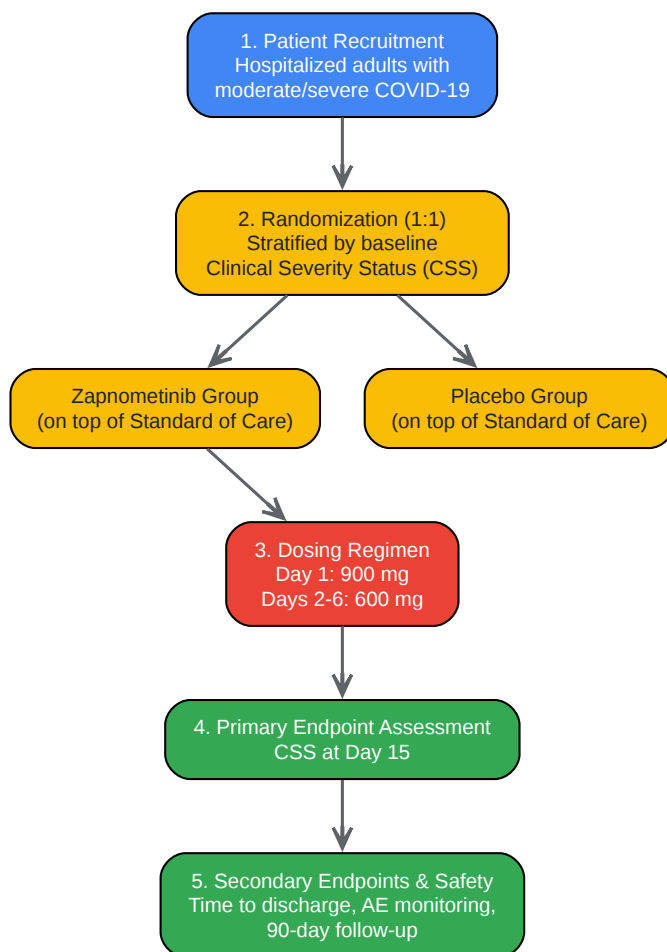 1. Patient Recruitment
Hospitalized adults with
moderate/severe COVID-19
2. Randomization (1:1)
Stratified by baseline
Clinical Severity Status (CSS)
Zapnometinib Group
(on top of Standard of Care)
Placebo Group
(on top of Standard of Care)
3. Dosing Regimen
Day 1: 900 mg
Days 2-6: 600 mg
4. Primary Endpoint Assessment
CSS at Day 15
5. Secondary Endpoints & Safety
Time to discharge, AE monitoring,
90-day follow-up